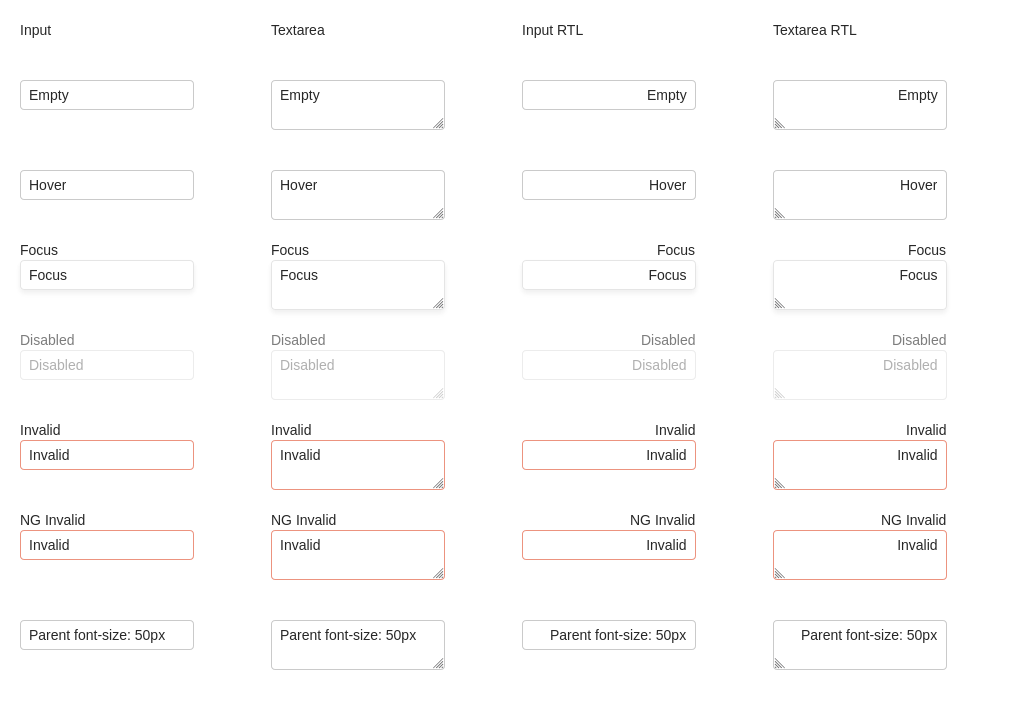 Input Textarea Input RTL Textarea RTL
Empty Empty Empty Empty
Hover Hover Hover Hover
Focus Focus Focus Focus
Focus Focus Focus Focus
Disabled Disabled Disabled Disabled
Disabled Disabled Disabled Disabled
Invalid Invalid Invalid Invalid
Invalid Invalid Invalid Invalid
NG Invalid NG Invalid NG Invalid NG Invalid
Invalid Invalid Invalid Invalid
Parent font-size: 50px Parent font-size: 50px Parent font-size: 50px Parent font-size: 50px